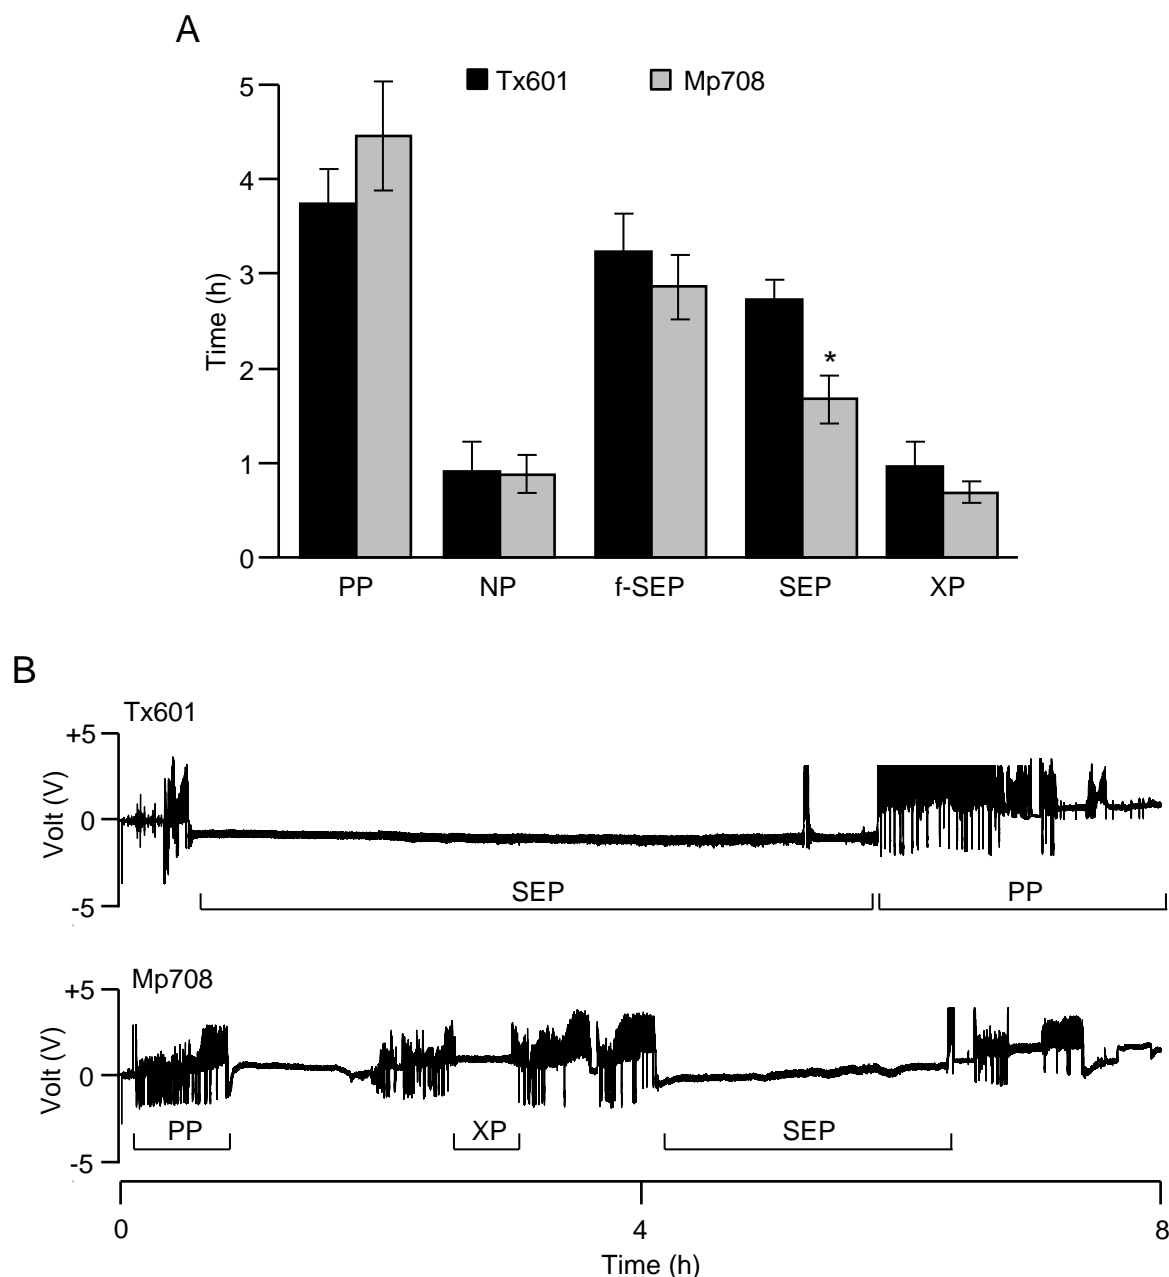 A
Tx601 Mp708
5
4
3
2
1
0
Time (h)
PP NP f-SEP SEP XP
*
B
Tx601
+5
0
-5
Volt (V)
SEP PP
Mp708
+5
0
-5
Volt (V)
PP XP SEP
0 4 8
Time (h)